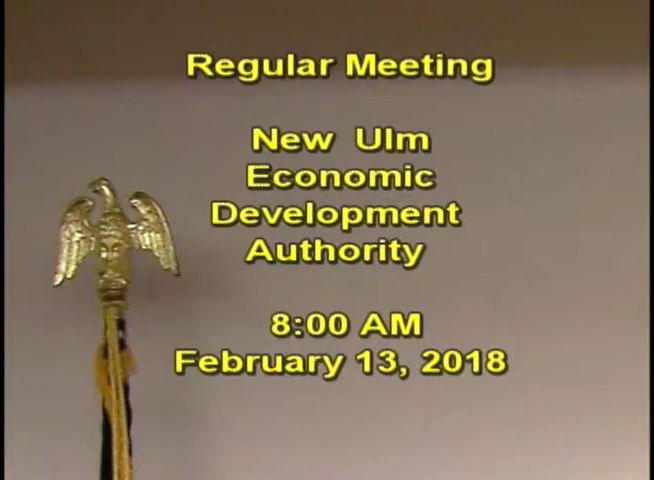 Regular Meeting
New Ulm
Economic
Development
Authority
8:00 AM
February 13, 2018